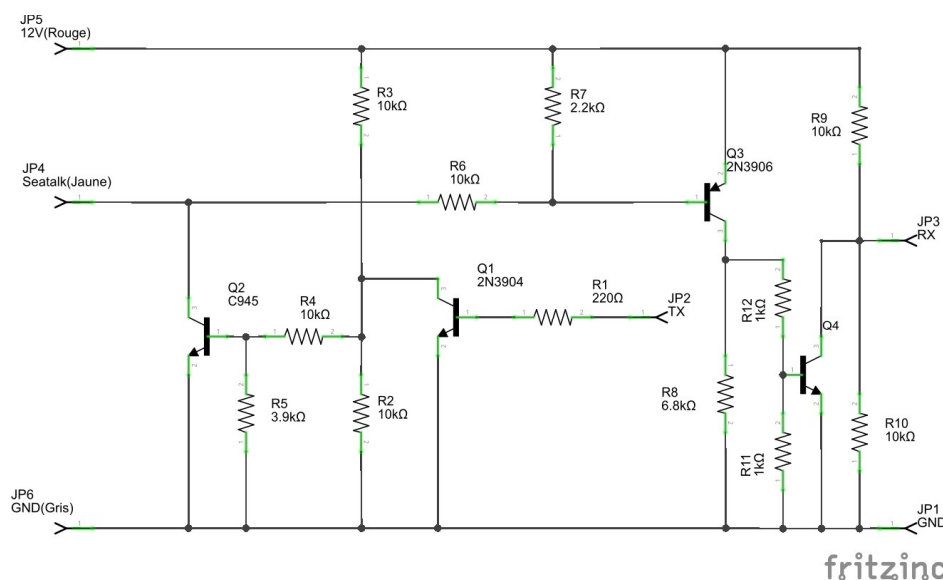 JP5
12V(Rouge)
R3
10kΩ
R7
2.2kΩ
R9
10kΩ
JP4
Seatalk(Jaune)
R6
10kΩ
Q3
2N3906
JP3
RX
Q2
C945
R4
10kΩ
Q1
2N3904
R1
220Ω
JP2
TX
R12
1kΩ
Q4
R5
3.9kΩ
R2
10kΩ
R8
6.8kΩ
R11
1kΩ
R10
10kΩ
JP6
GND(Gris)
JP1
GND
fritzing